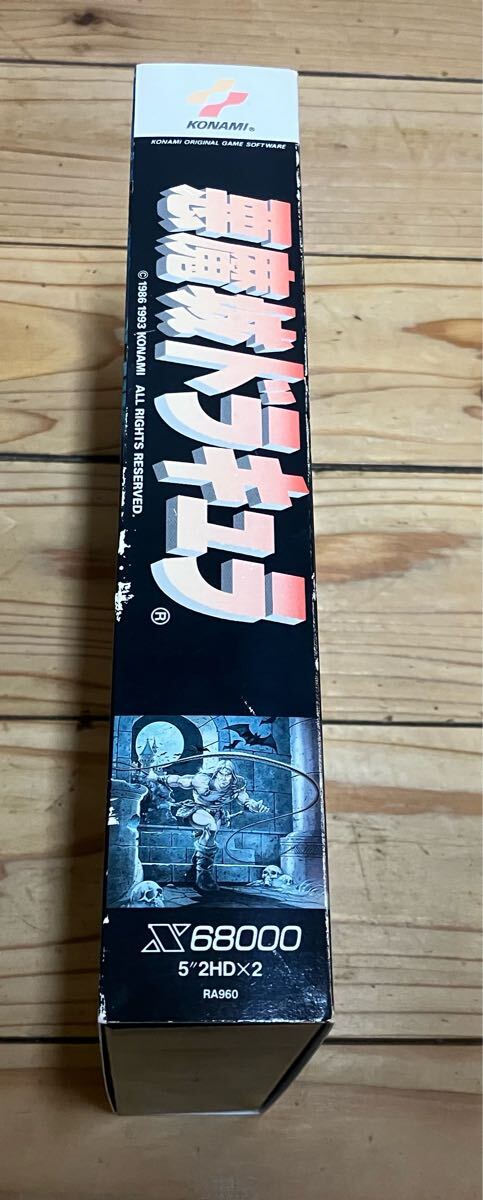 KONAMI®
KONAMI ORIGINAL GAME SOFTWARE
悪魔城ドラキュラ®
© 1986 1993 KONAMI ALL RIGHTS RESERVED.
X68000
5″2HD×2
RA960